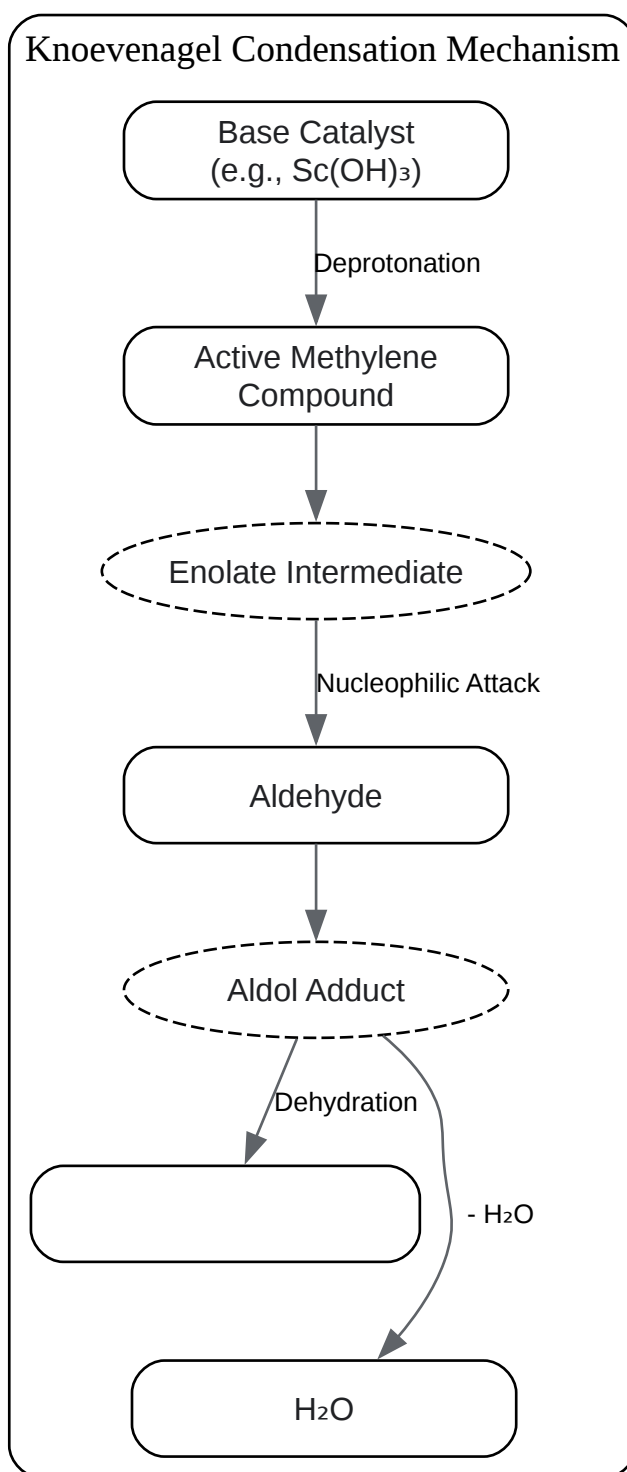 Knoevenagel Condensation Mechanism
Base Catalyst
(e.g., Sc(OH)₃)
Deprotonation
Active Methylene
Compound
Enolate Intermediate
Nucleophilic Attack
Aldehyde
Aldol Adduct
Dehydration
- H₂O
H₂O